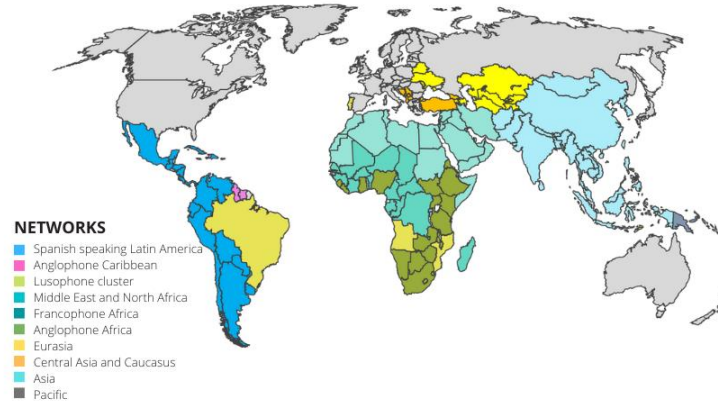 NETWORKS
Spanish speaking Latin America
Anglophone Caribbean
Lusophone cluster
Middle East and North Africa
Francophone Africa
Anglophone Africa
Eurasia
Central Asia and Caucasus
Asia
Pacific